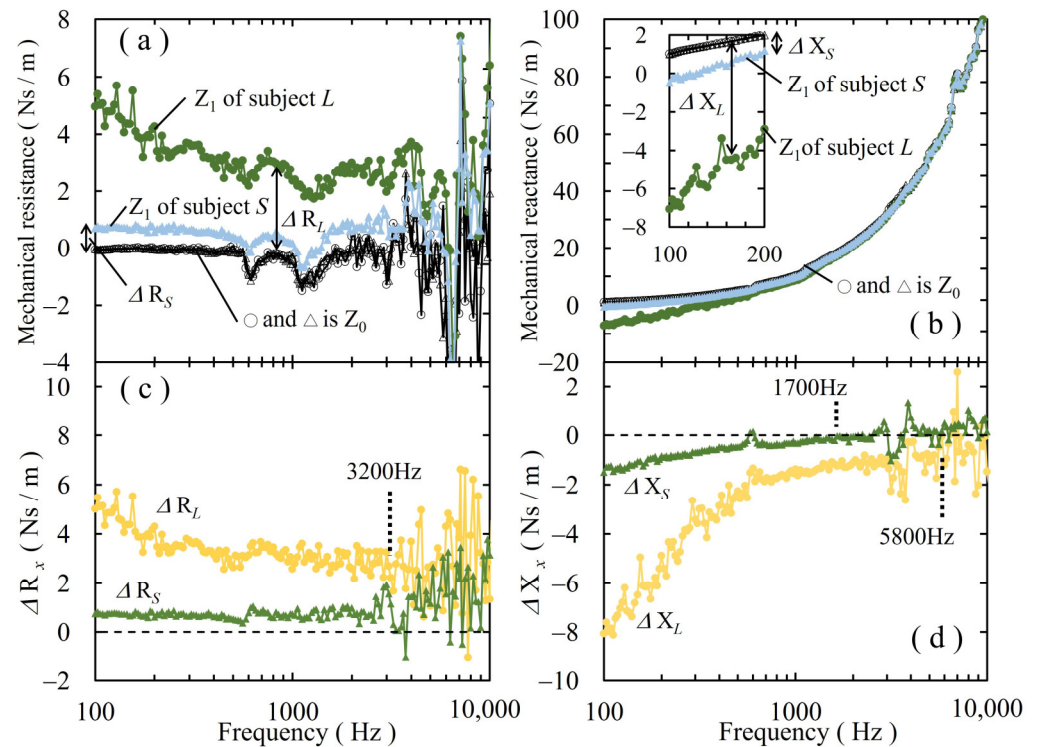 ( a )
Mechanical resistance ( Ns / m )
8
6
4
2
0
−2
−4
Z1 of subject L
Z1 of subject S
Δ RL
Δ RS
○ and △ is Z0
( b )
Mechanical reactance ( Ns / m )
100
80
60
40
20
0
−20
2
0
−2
−4
−6
−8
100
200
Δ XS
Z1 of subject S
Δ XL
Z1 of subject L
○ and △ is Z0
( c )
Δ Rx ( Ns / m )
10
8
6
4
2
0
−2
3200Hz
Δ RL
Δ RS
100
1000
10,000
Frequency ( Hz )
( d )
Δ Xx ( Ns / m )
2
0
−2
−4
−6
−8
−10
1700Hz
Δ XS
5800Hz
Δ XL
100
1000
10,000
Frequency ( Hz )